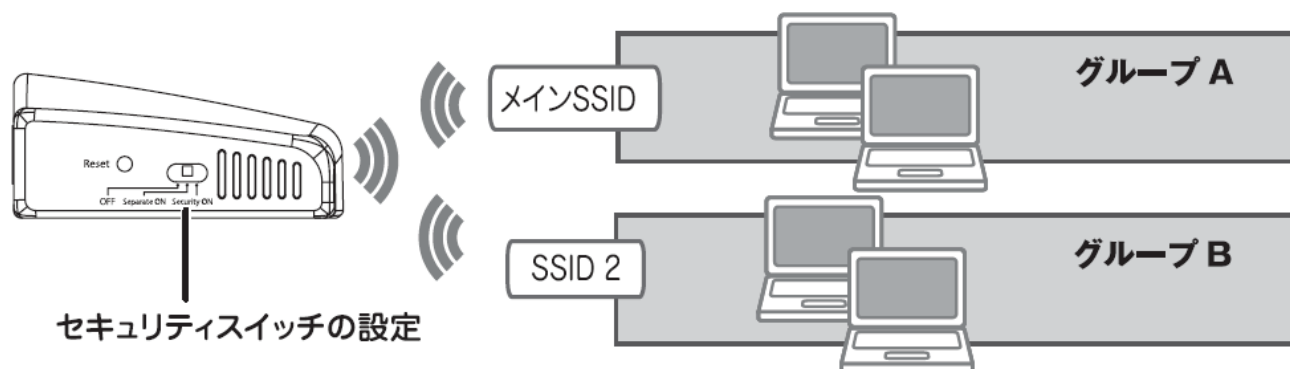 メインSSID
グループ A
Reset
OFF Separate ON Security ON
SSID 2
グループ B
セキュリティスイッチの設定